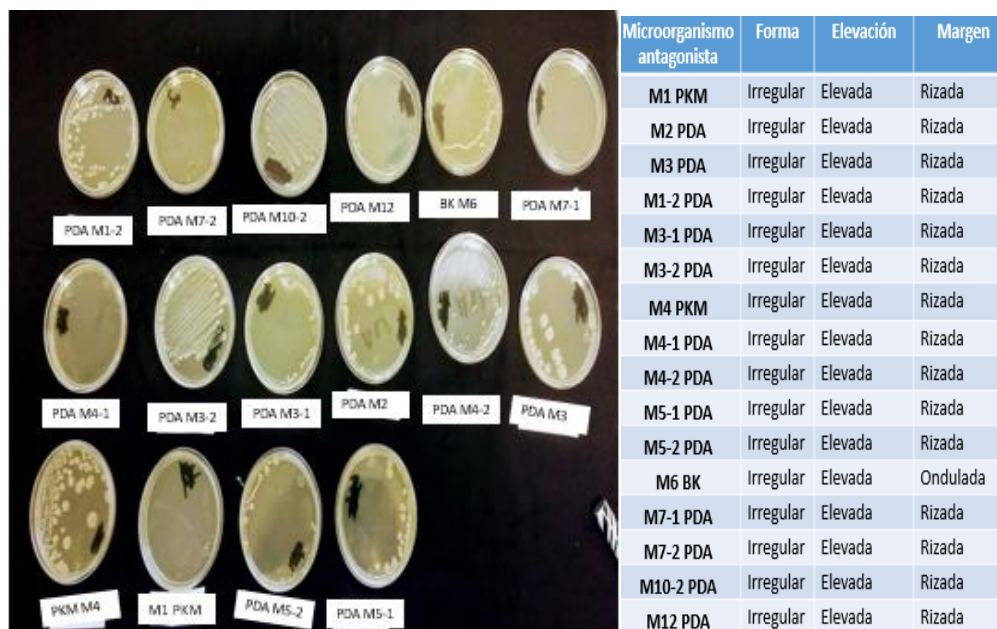 PDA M1-2
PDA M7-2
PDA M10-2
PDA M12
BK M6
PDA M7-1
PDA M4-1
PDA M3-2
PDA M3-1
PDA M2
PDA M4-2
PDA M3
PKM M4
M1 PKM
PDA M5-2
PDA M5-1
Microorganismo antagonista Forma Elevación Margen
M1 PKM Irregular Elevada Rizada
M2 PDA Irregular Elevada Rizada
M3 PDA Irregular Elevada Rizada
M1-2 PDA Irregular Elevada Rizada
M3-1 PDA Irregular Elevada Rizada
M3-2 PDA Irregular Elevada Rizada
M4 PKM Irregular Elevada Rizada
M4-1 PDA Irregular Elevada Rizada
M4-2 PDA Irregular Elevada Rizada
M5-1 PDA Irregular Elevada Rizada
M5-2 PDA Irregular Elevada Rizada
M6 BK Irregular Elevada Ondulada
M7-1 PDA Irregular Elevada Rizada
M7-2 PDA Irregular Elevada Rizada
M10-2 PDA Irregular Elevada Rizada
M12 PDA Irregular Elevada Rizada